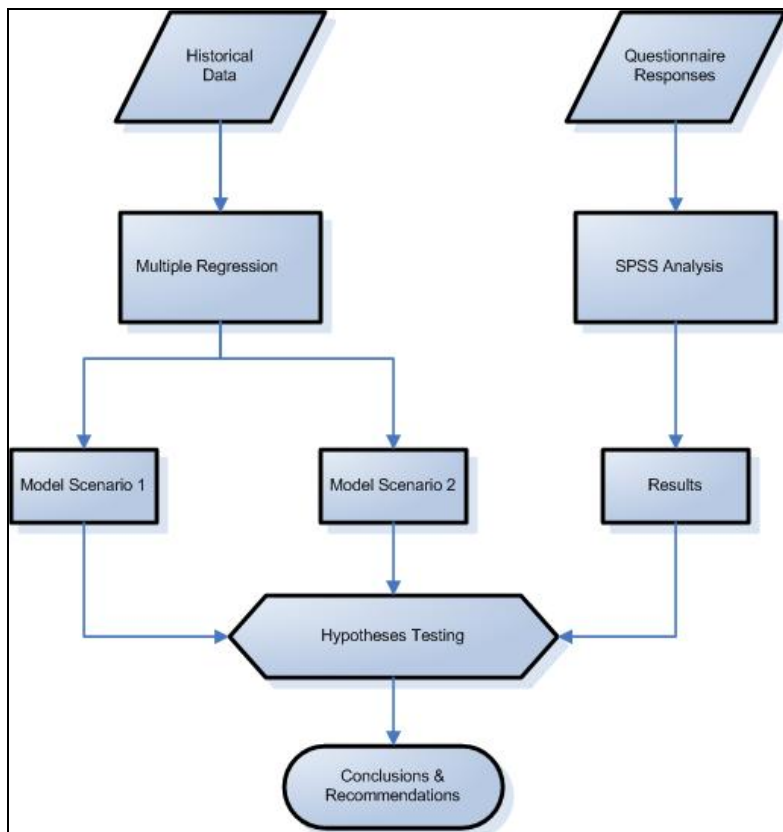 Historical
Data
Questionnaire
Responses
Multiple Regression
SPSS Analysis
Model Scenario 1
Model Scenario 2
Results
Hypotheses Testing
Conclusions &
Recommendations